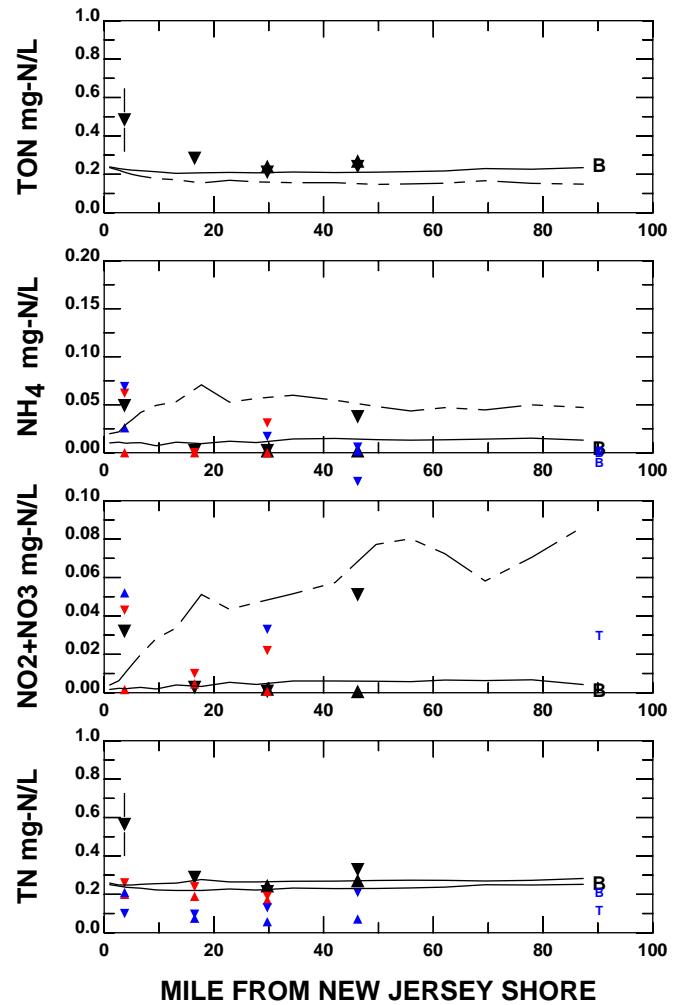 TON mg-N/L
1.0
0.8
0.6
0.4
0.2
0.0
B
0 20 40 60 80 100
NH4 mg-N/L
0.20
0.15
0.10
0.05
0.00
B
B
B
0 20 40 60 80 100
NO2+NO3 mg-N/L
0.10
0.08
0.06
0.04
0.02
0.00
T
B
0 20 40 60 80 100
TN mg-N/L
1.0
0.8
0.6
0.4
0.2
0.0
B
B
T
0 20 40 60 80 100
MILE FROM NEW JERSEY SHORE